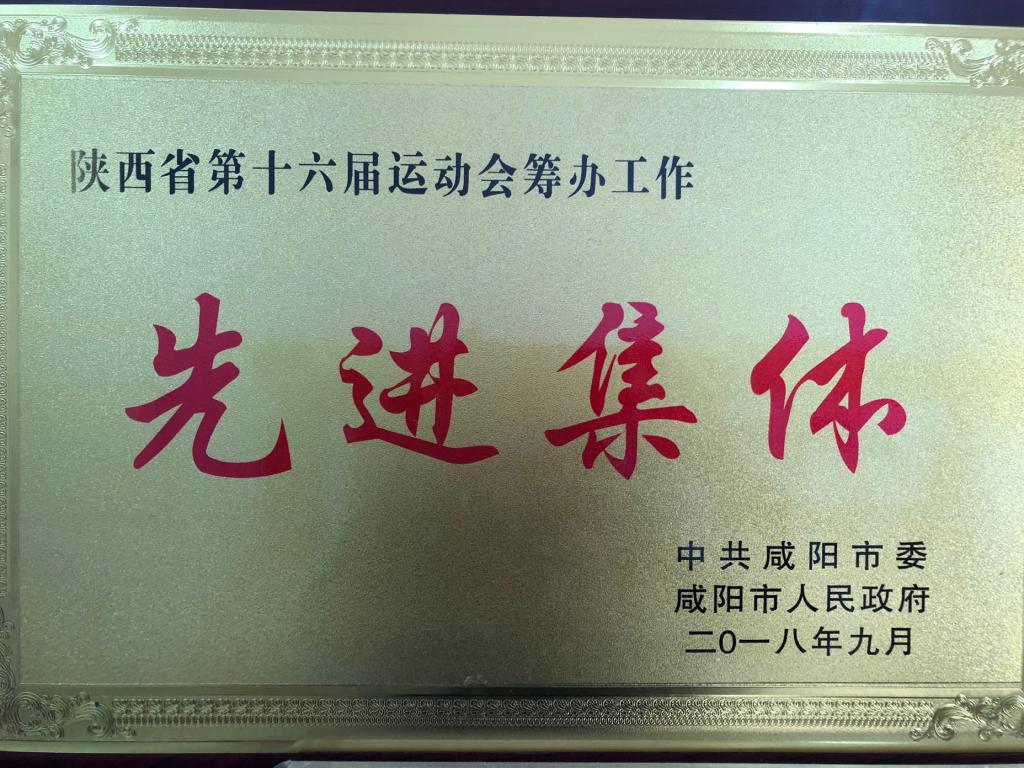 陕西省第十六届运动会筹办工作
先进集体
中共咸阳市委
咸阳市人民政府
二0一八年九月